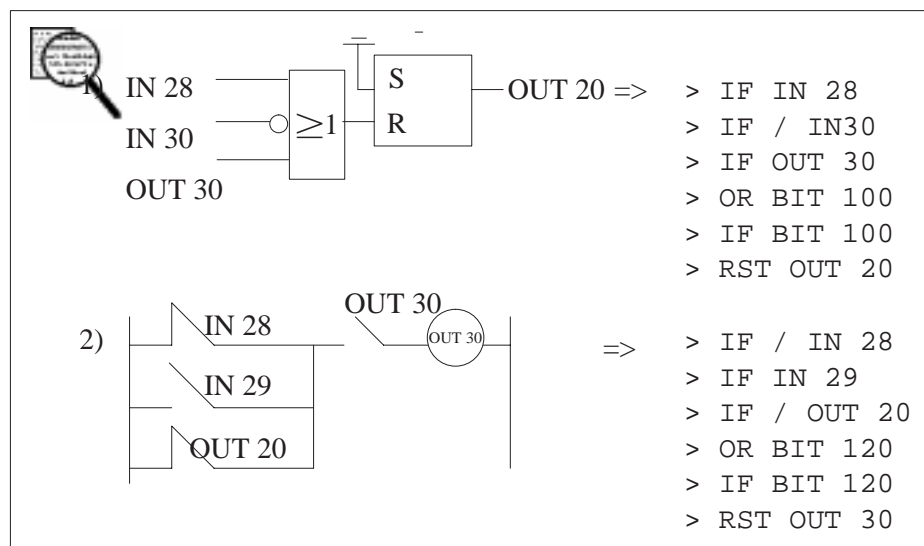 1) IN 28
IN 30
OUT 30
≥1
S
R
OUT 20 =>
> IF IN 28
> IF / IN30
> IF OUT 30
> OR BIT 100
> IF BIT 100
> RST OUT 20
2)
IN 28
IN 29
OUT 20
OUT 30
OUT 30
=>
> IF / IN 28
> IF IN 29
> IF / OUT 20
> OR BIT 120
> IF BIT 120
> RST OUT 30